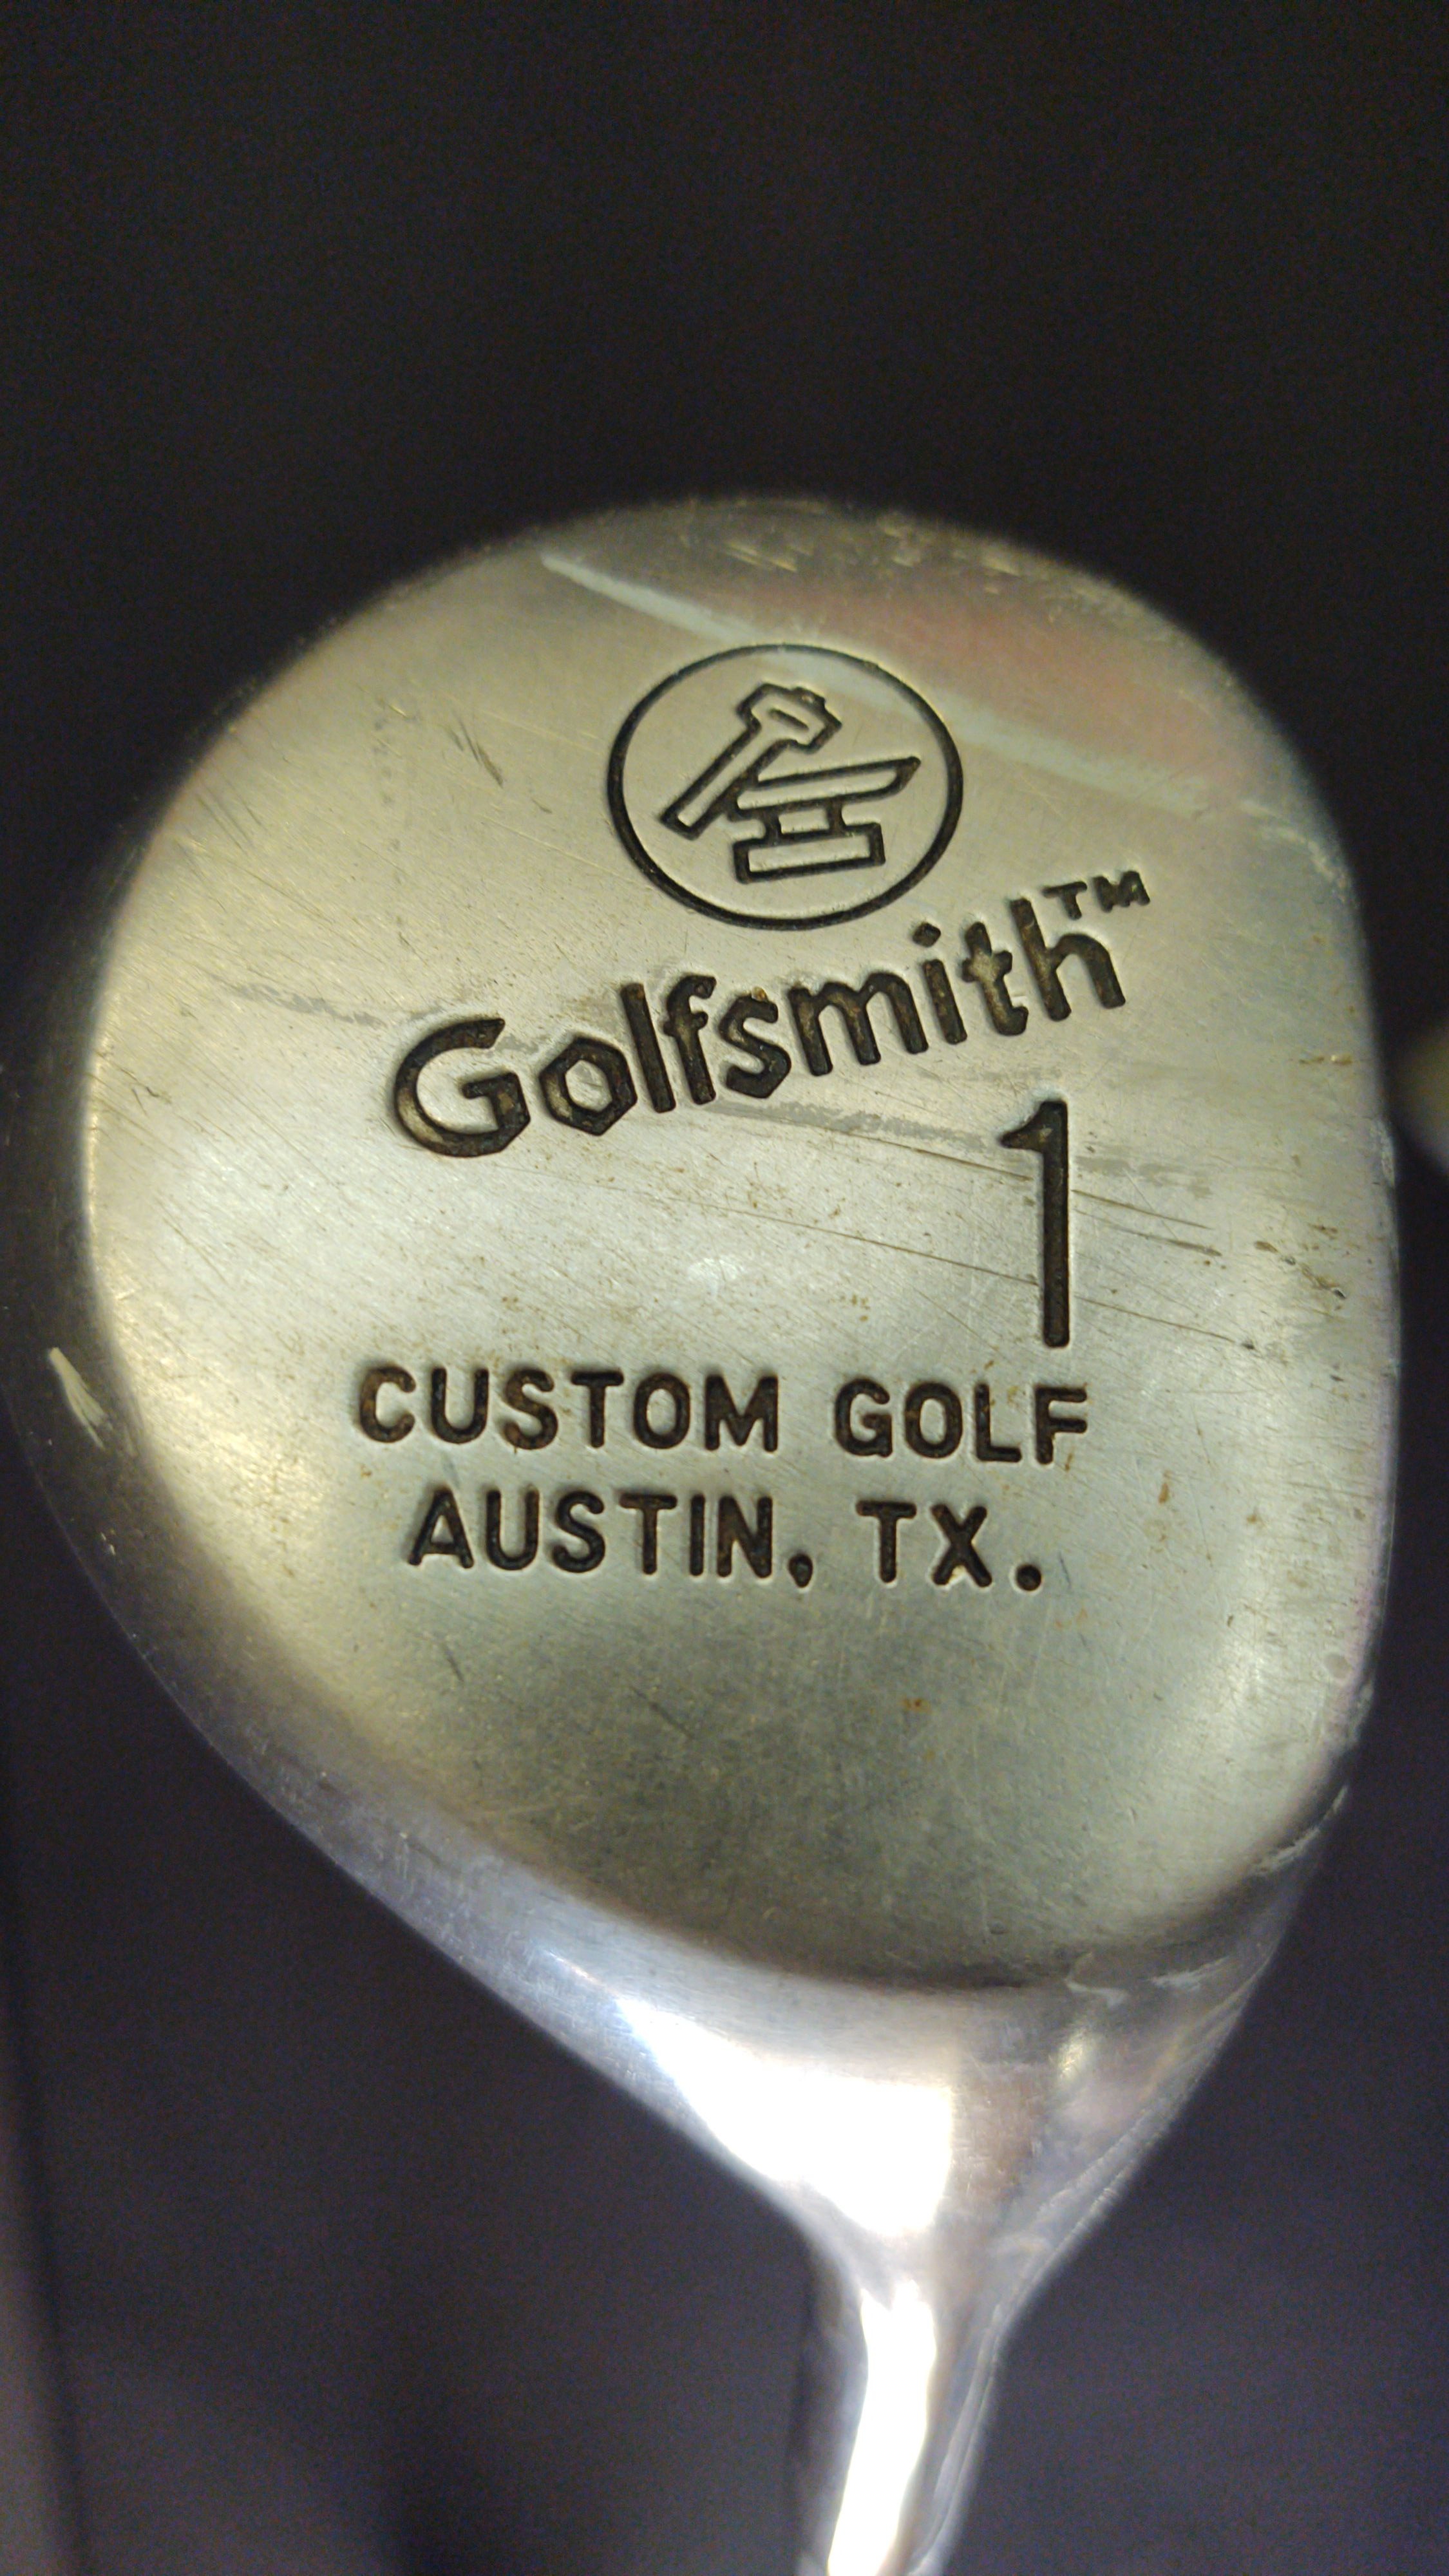 Golfsmith™
1
CUSTOM GOLF
AUSTIN, TX.